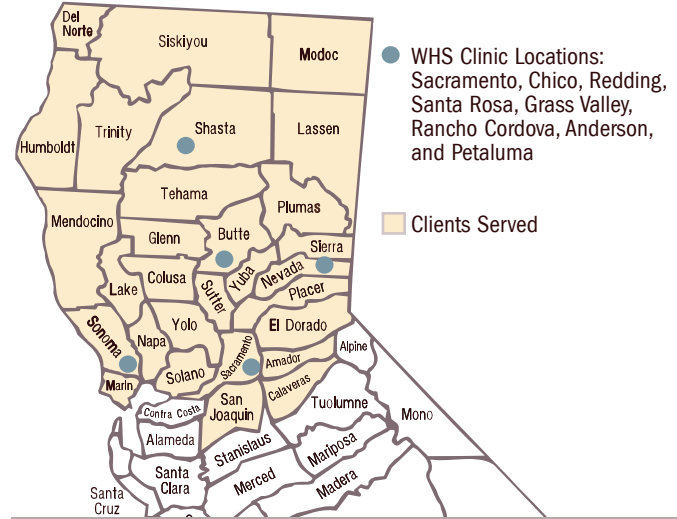 Del
Norte
Siskiyou
Modoc
WHS Clinic Locations:
Sacramento, Chico, Redding,
Santa Rosa, Grass Valley,
Rancho Cordova, Anderson,
and Petaluma
Humboldt
Trinity
Shasta
Lassen
Tehama
Plumas
Mendocino
Glenn
Butte
Sierra
Clients Served
Lake
Colusa
Sutter
Yuba
Nevada
Placer
Sonoma
Napa
Yolo
Sacramento
El Dorado
Alpine
Marin
Solano
Amador
Calaveras
San
Joaquin
Contra Costa
Tuolumne
Mono
Alameda
Stanislaus
Mariposa
Santa
Clara
Merced
Madera
Santa
Cruz